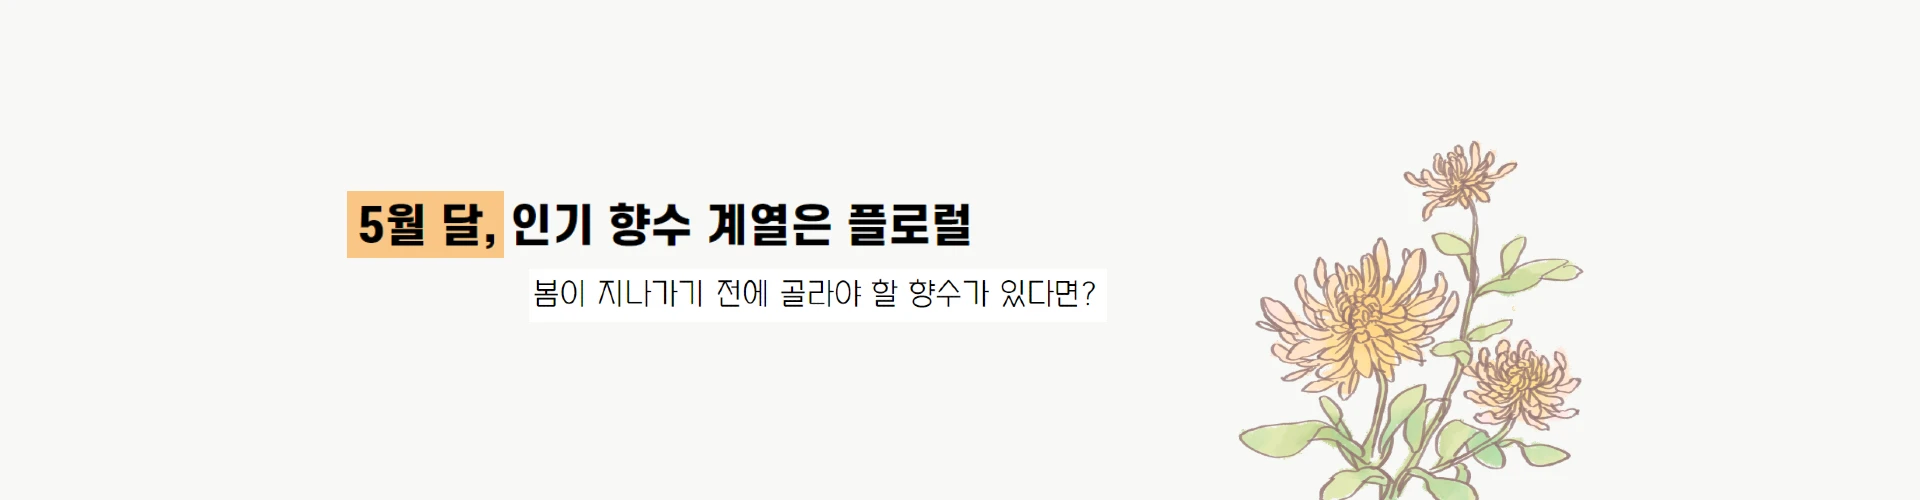 5월 달, 인기 향수 계열은 플로럴
봄이 지나가기 전에 골라야 할 향수가 있다면?